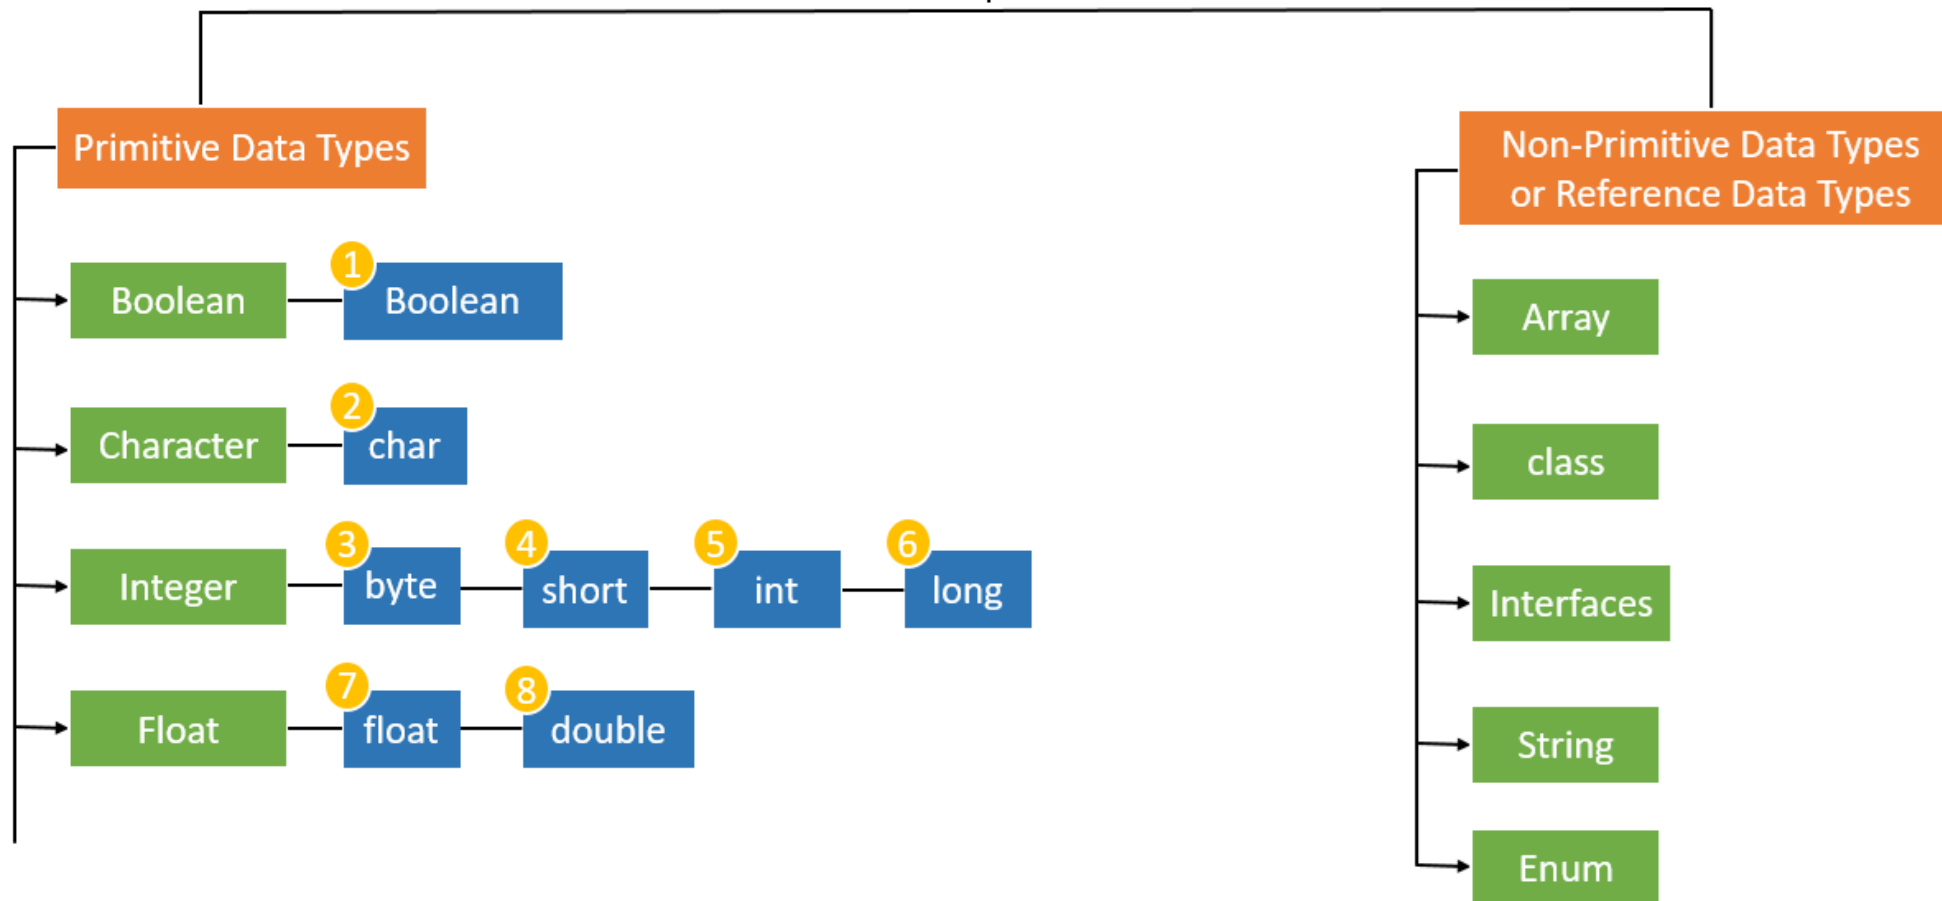 Primitive Data Types
Non-Primitive Data Types
or Reference Data Types
1
Boolean
Boolean
2
Character
char
3
4
5
6
Integer
byte
short
int
long
7
8
Float
float
double
Array
class
Interfaces
String
Enum